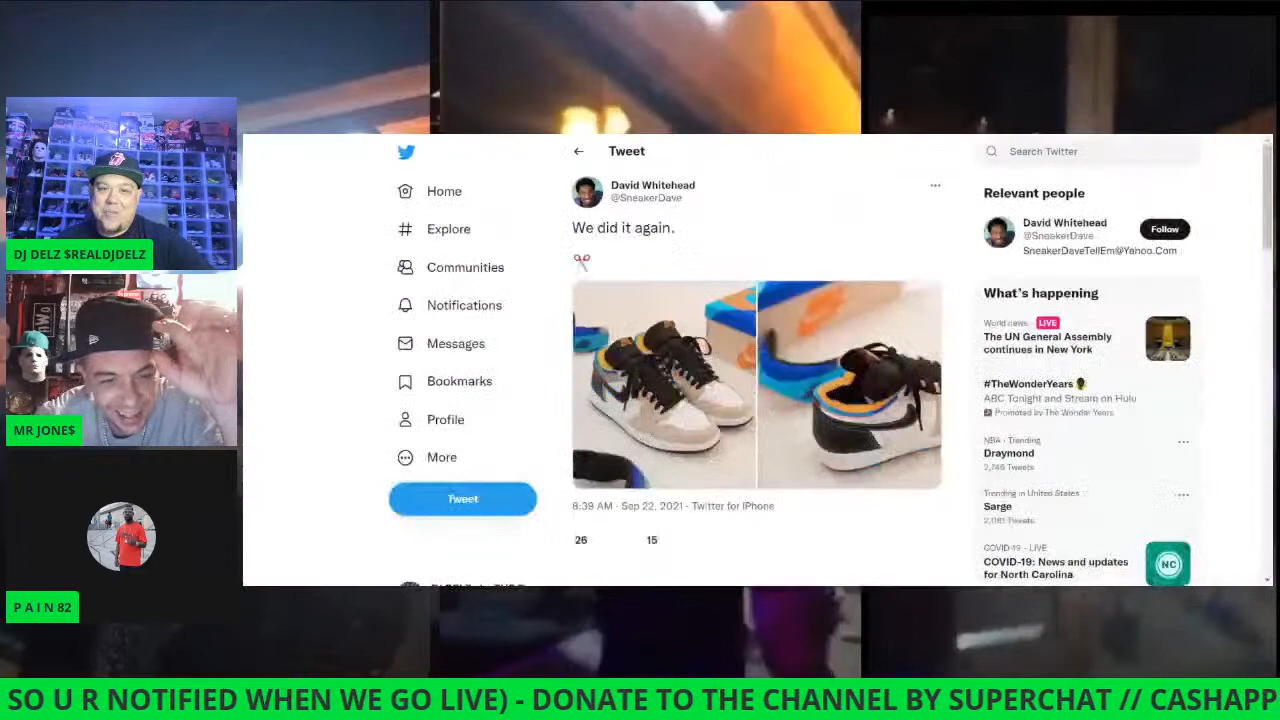 DJ DELZ $REALDJDELZ
MR JONE$
P A I N 82
Home
Explore
Communities
Notifications
Messages
Bookmarks
Profile
More
Tweet
Tweet
David Whitehead
@SneakerDave
We did it again.
8:39 AM · Sep 22, 2021 · Twitter for iPhone
26 15
Search Twitter
Relevant people
David Whitehead
@SneakerDave
Follow
SneakerDaveTellEm@Yahoo.Com
What's happening
World news · LIVE
The UN General Assembly
continues in New York
#TheWonderYears
ABC Tonight and Stream on Hulu
Promoted by The Wonder Years
NBA · Trending
Draymond
2,746 Tweets
Trending in United States
Sarge
Tweets
COVID-19 · LIVE
COVID-19: News and updates
for North Carolina
NC
SO U R NOTIFIED WHEN WE GO LIVE) - DONATE TO THE CHANNEL BY SUPERCHAT // CASHAPP